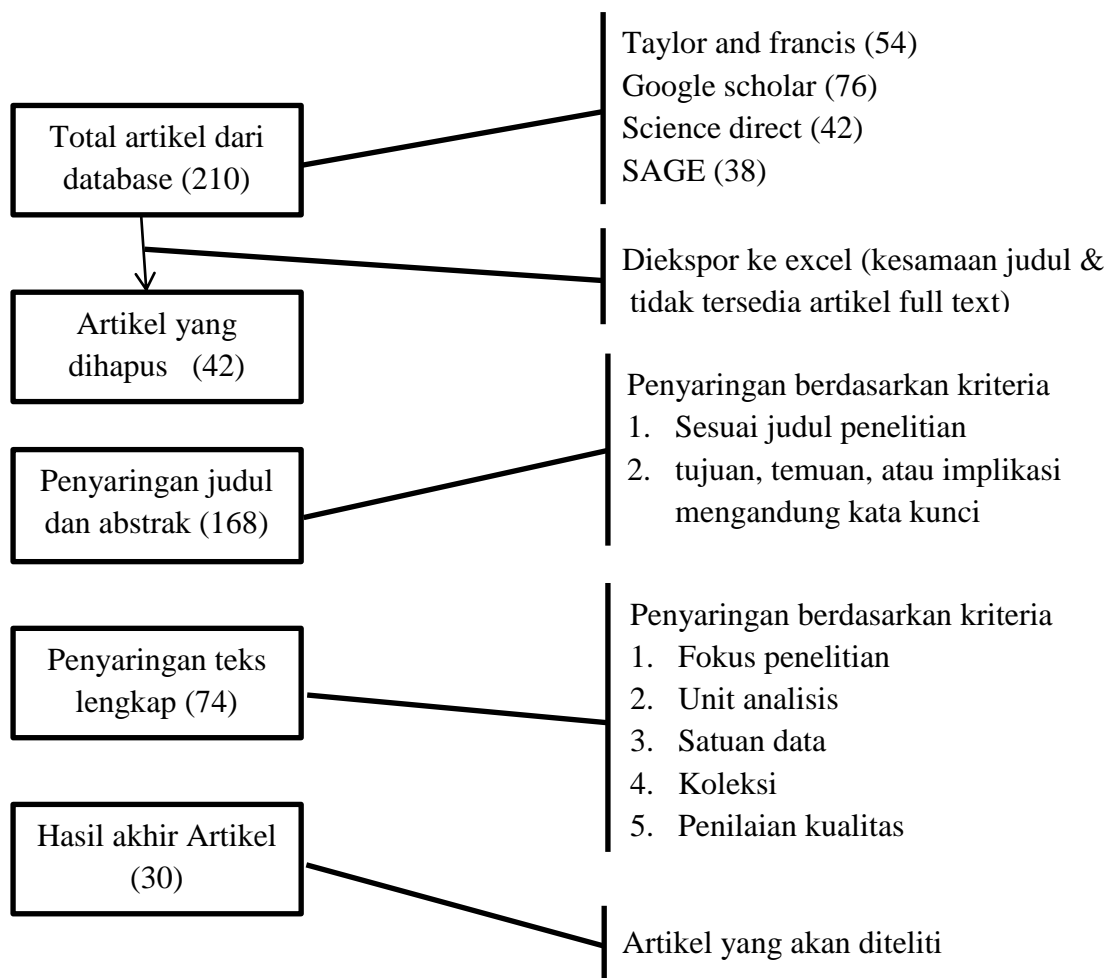 Total artikel dari
database (210)
Taylor and francis (54)
Google scholar (76)
Science direct (42)
SAGE (38)
Diekspor ke excel (kesamaan judul &
tidak tersedia artikel full text)
Artikel yang
dihapus (42)
Penyaringan judul
dan abstrak (168)
Penyaringan berdasarkan kriteria
1. Sesuai judul penelitian
2. tujuan, temuan, atau implikasi
mengandung kata kunci
Penyaringan teks
lengkap (74)
Penyaringan berdasarkan kriteria
1. Fokus penelitian
2. Unit analisis
3. Satuan data
4. Koleksi
5. Penilaian kualitas
Hasil akhir Artikel
(30)
Artikel yang akan diteliti